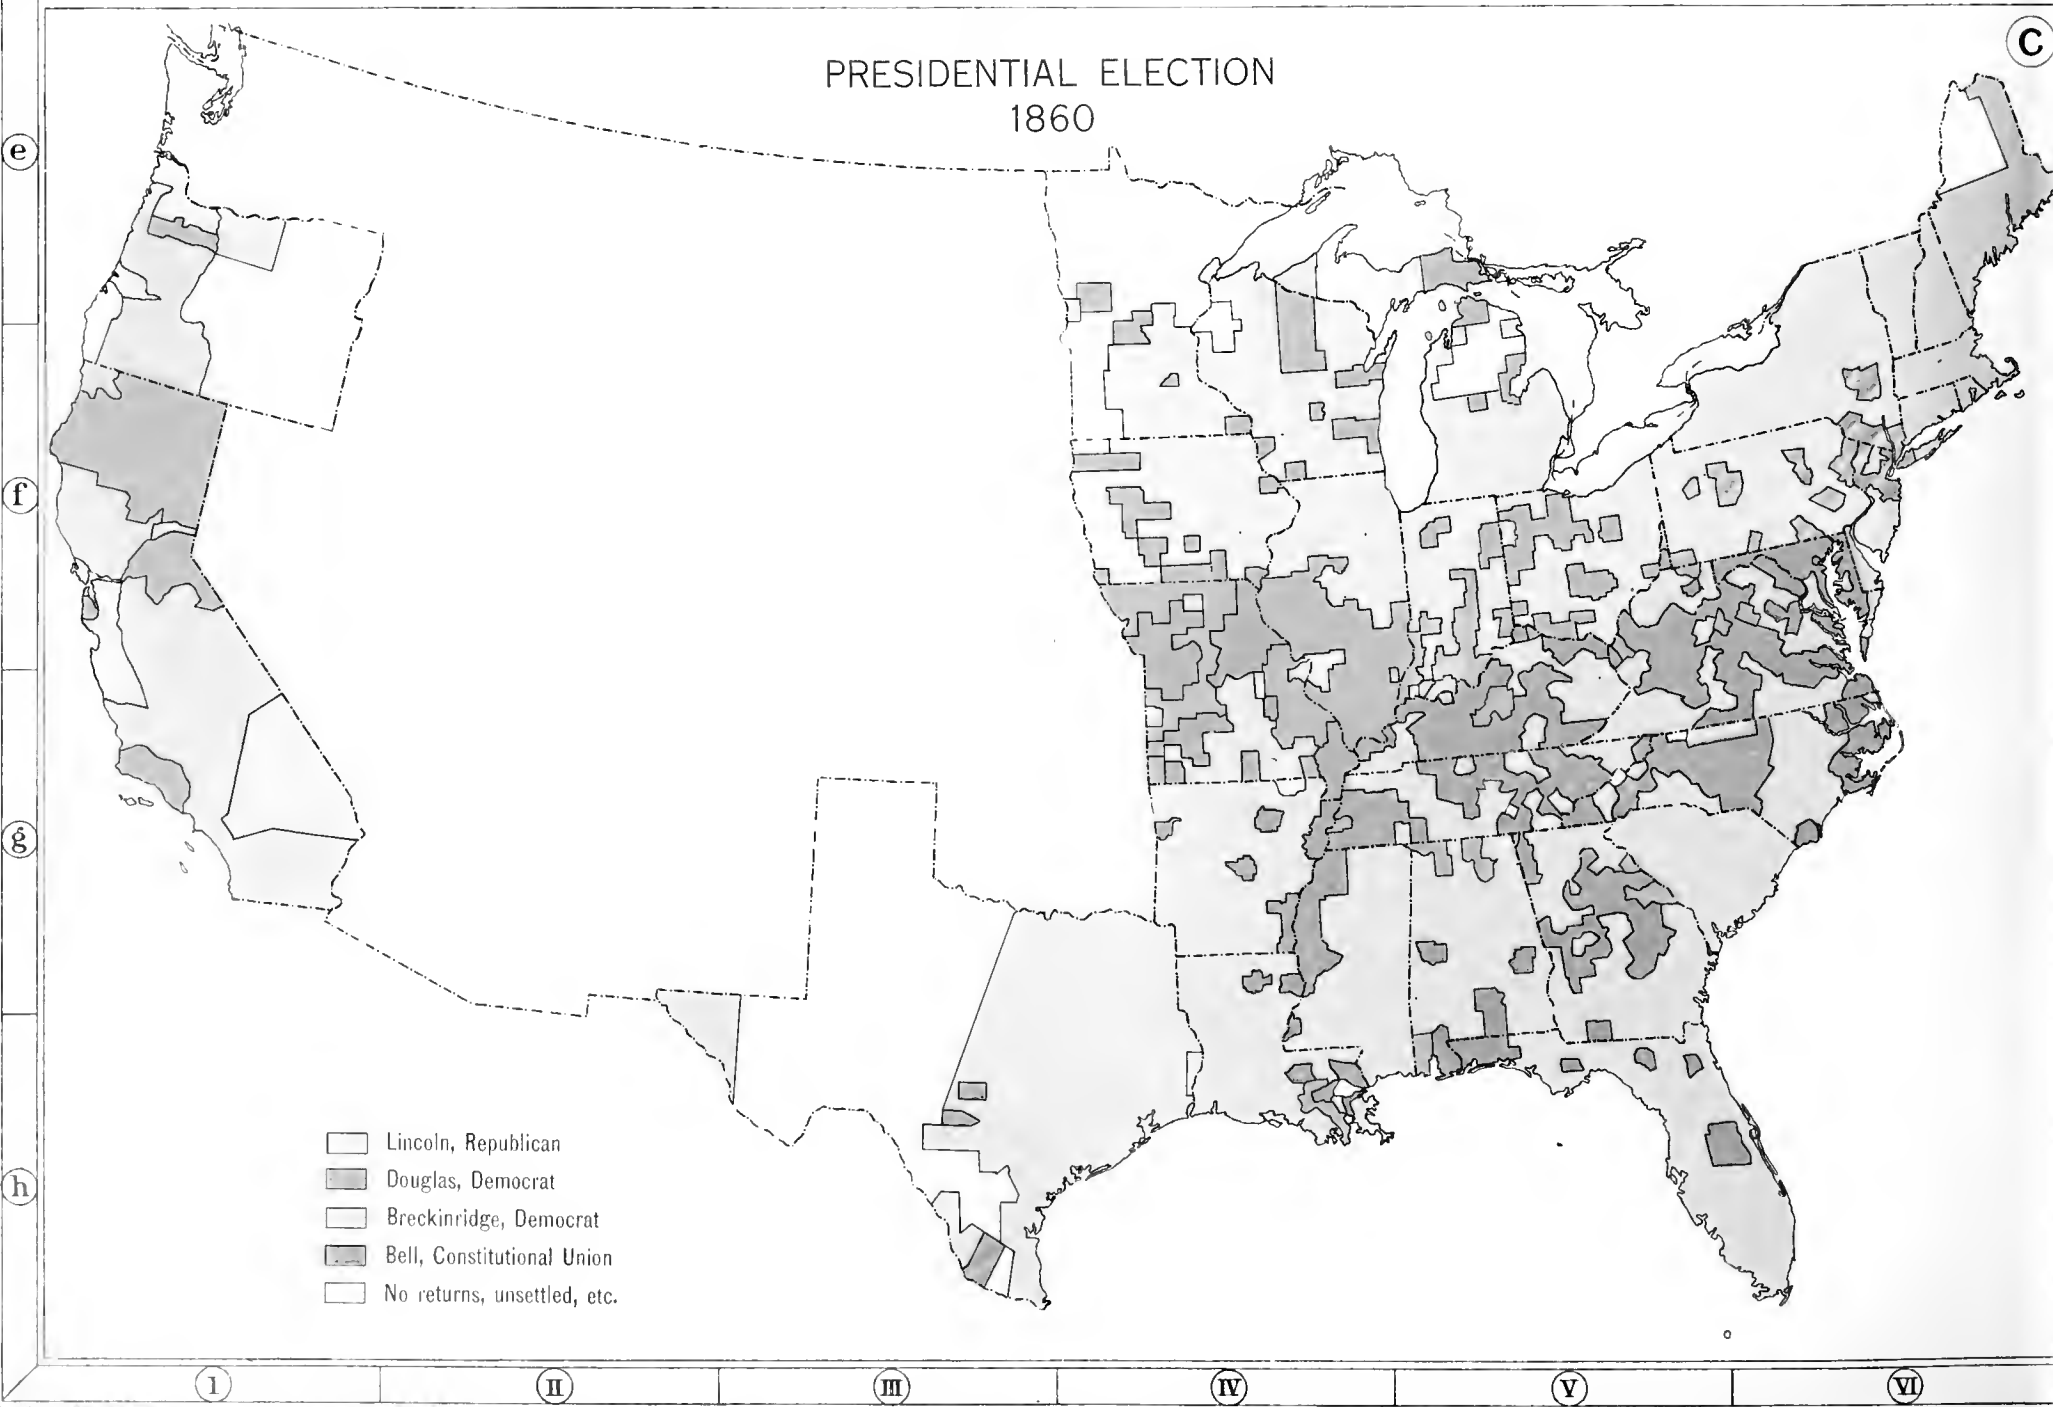 C
PRESIDENTIAL ELECTION
1860
e
f
g
h
Lincoln, Republican
Douglas, Democrat
Breckinridge, Democrat
Bell, Constitutional Union
No returns, unsettled, etc.
I
II
III
IV
V
VI